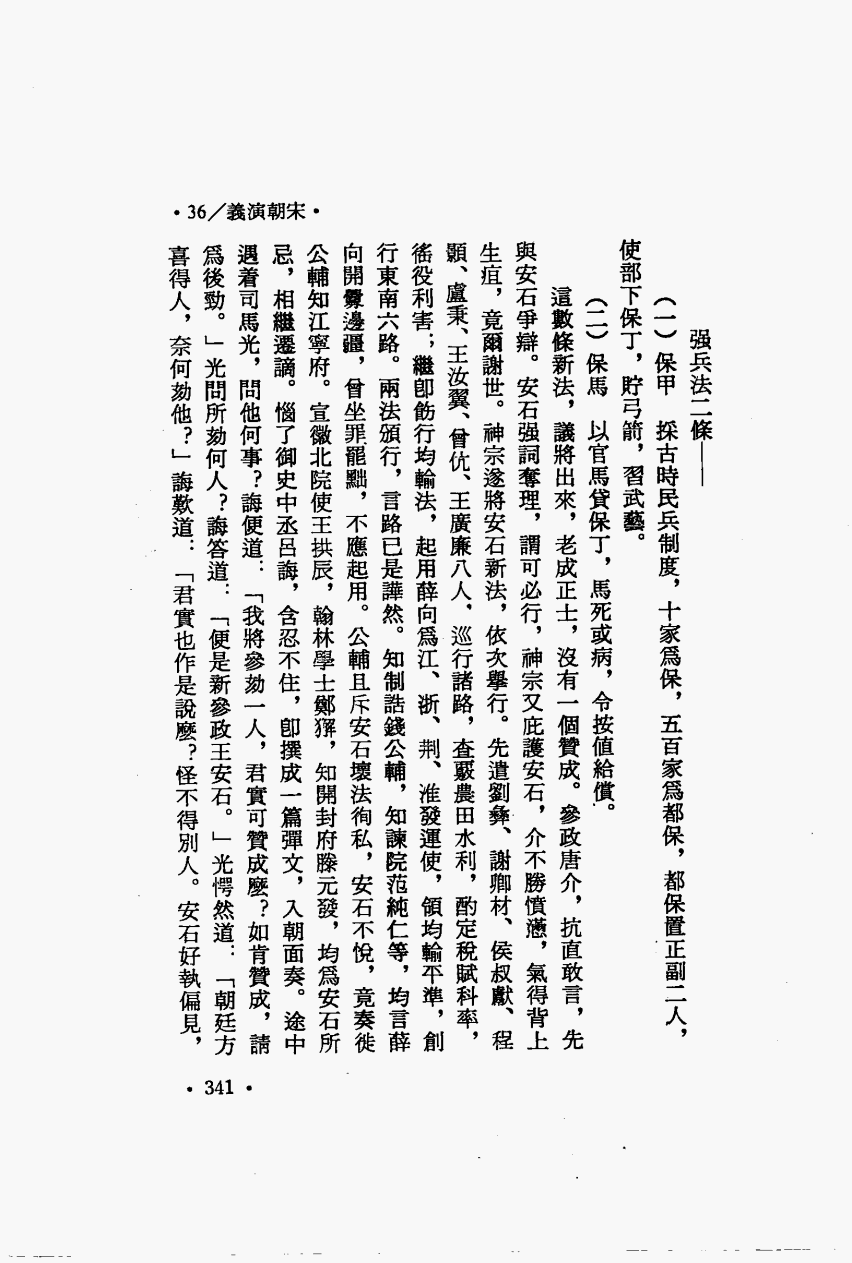 •36／義演朝宋•
强兵法二條——
（一）保甲　採古時民兵制度，十家爲保，五百家爲都保，都保置正副二人，
使部下保丁，貯弓箭，習武藝。
（二）保馬　以官馬貸保丁，馬死或病，令按值給償。
這數條新法，議將出來，老成正士，沒有一個贊成。參政唐介，抗直敢言，先
與安石爭辯。安石强詞奪理，謂可必行，神宗又庇護安石，介不勝憤懣，氣得背上
生疽，竟爾謝世。神宗遂將安石新法，依次舉行。先遣劉彝、謝卿材、侯叔獻、程
顥、盧秉、王汝翼、曾伉、王廣廉八人，巡行諸路，查覈農田水利，酌定稅賦科率，
徭役利害；繼卽飭行均輸法，起用薛向爲江、浙、荆、淮發運使，領均輸平準，創
行東南六路。兩法頒行，言路已是譁然。知制誥錢公輔，知諫院范純仁等，均言薛
向開釁邊疆，曾坐罪罷黜，不應起用。公輔且斥安石壞法徇私，安石不悅，竟奏徙
公輔知江寧府。宣徽北院使王拱辰，翰林學士鄭獬，知開封府滕元發，均爲安石所
忌，相繼遷謫。惱了御史中丞呂誨，含忍不住，卽撰成一篇彈文，入朝面奏。途中
遇着司馬光，問他何事？誨便道：「我將參劾一人，君實可贊成麽？如肯贊成，請
爲後勁。」光問所劾何人？誨答道：「便是新參政王安石。」光愕然道：「朝廷方
喜得人，奈何劾他？」誨歎道：「君實也作是說麽？怪不得別人。安石好執偏見，
•341•